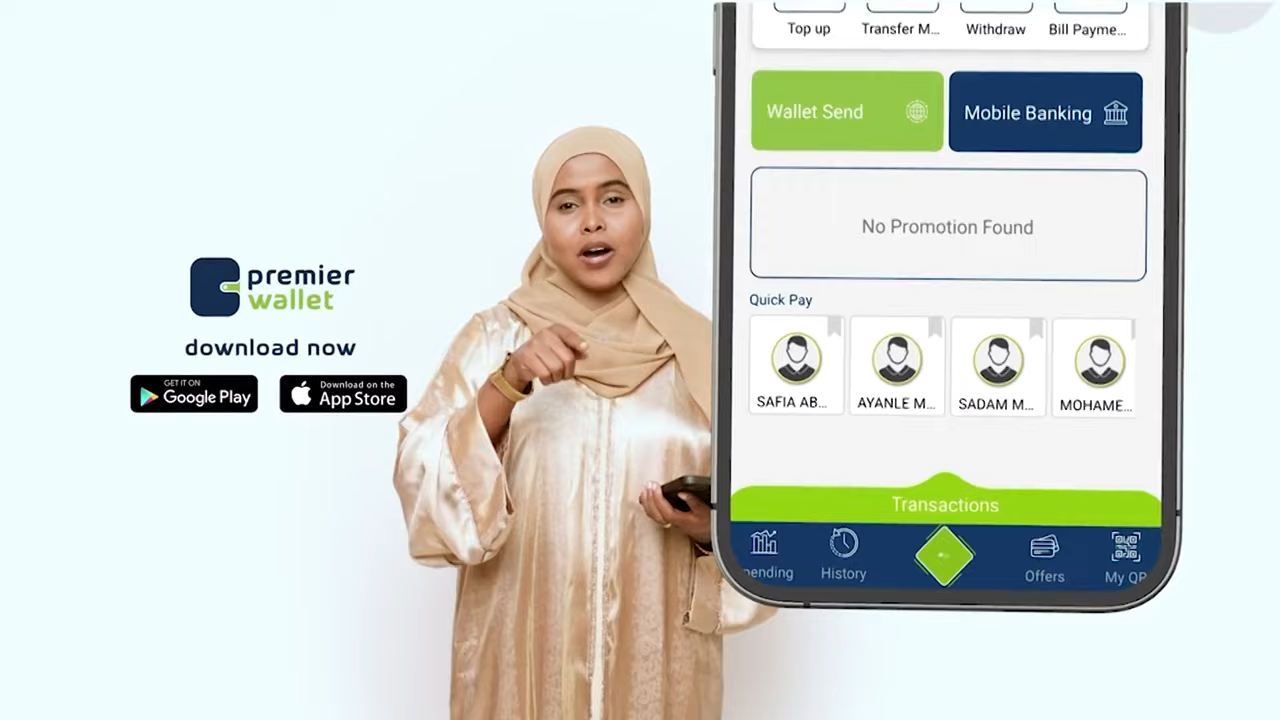 premier
wallet
download now
GET IT ON
Google Play
Download on the
App Store
Top up
Transfer M...
Withdraw
Bill Payme...
Wallet Send
Mobile Banking
No Promotion Found
Quick Pay
SAFIA AB...
AYANLE M...
SADAM M...
MOHAME...
Transactions
pending
History
Offers
My QR